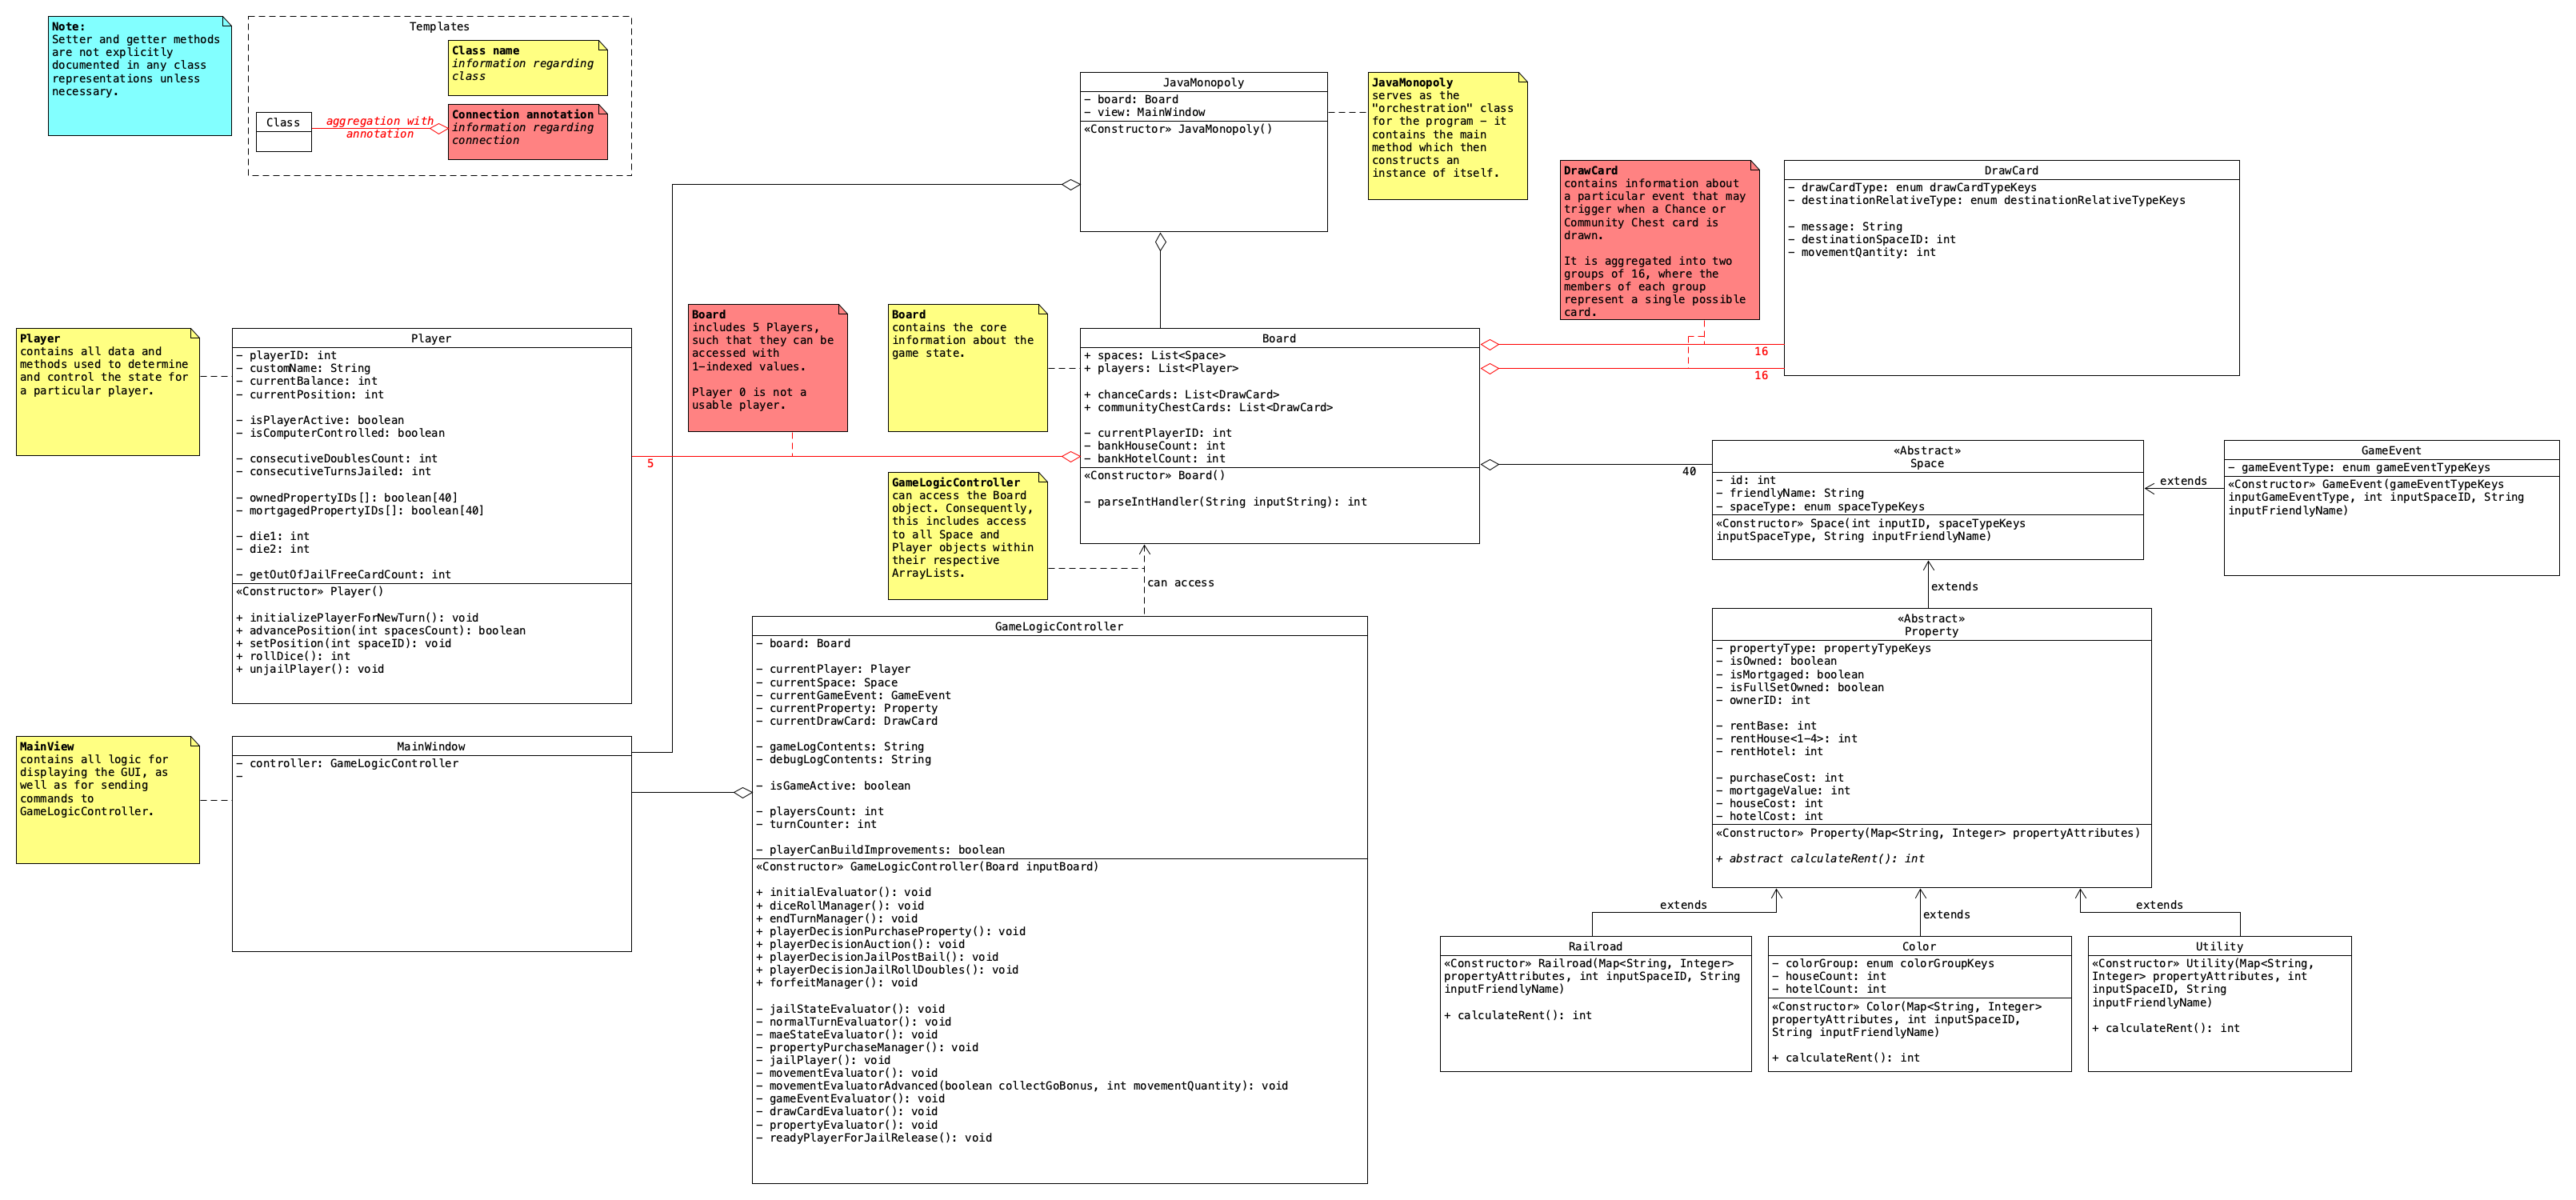 Note:
Setter and getter methods
are not explicitly
documented in any class
representations unless
necessary.
Templates
Class name
information regarding
class
Class
aggregation with
annotation
Connection annotation
information regarding
connection
JavaMonopoly
– board: Board
– view: MainWindow
«Constructor» JavaMonopoly()
JavaMonopoly
serves as the
"orchestration" class
for the program – it
contains the main
method which then
constructs an
instance of itself.
DrawCard
contains information about
a particular event that may
trigger when a Chance or
Community Chest card is
drawn.
It is aggregated into two
groups of 16, where the
members of each group
represent a single possible
card.
DrawCard
– drawCardType: enum drawCardTypeKeys
– destinationRelativeType: enum destinationRelativeTypeKeys
– message: String
– destinationSpaceID: int
– movementQantity: int
16
16
Player
contains all data and
methods used to determine
and control the state for
a particular player.
Player
– playerID: int
– customName: String
– currentBalance: int
– currentPosition: int
– isPlayerActive: boolean
– isComputerControlled: boolean
– consecutiveDoublesCount: int
– consecutiveTurnsJailed: int
– ownedPropertyIDs[]: boolean[40]
– mortgagedPropertyIDs[]: boolean[40]
– die1: int
– die2: int
– getOutOfJailFreeCardCount: int
«Constructor» Player()
+ initializePlayerForNewTurn(): void
+ advancePosition(int spacesCount): boolean
+ setPosition(int spaceID): void
+ rollDice(): int
+ unjailPlayer(): void
5
Board
includes 5 Players,
such that they can be
accessed with
1–indexed values.
Player 0 is not a
usable player.
Board
contains the core
information about the
game state.
Board
+ spaces: List<Space>
+ players: List<Player>
+ chanceCards: List<DrawCard>
+ communityChestCards: List<DrawCard>
– currentPlayerID: int
– bankHouseCount: int
– bankHotelCount: int
«Constructor» Board()
– parseIntHandler(String inputString): int
40
GameLogicController
can access the Board
object. Consequently,
this includes access
to all Space and
Player objects within
their respective
ArrayLists.
can access
«Abstract»
Space
– id: int
– friendlyName: String
– spaceType: enum spaceTypeKeys
«Constructor» Space(int inputID, spaceTypeKeys
inputSpaceType, String inputFriendlyName)
extends
GameEvent
– gameEventType: enum gameEventTypeKeys
«Constructor» GameEvent(gameEventTypeKeys
inputGameEventType, int inputSpaceID, String
inputFriendlyName)
extends
MainView
contains all logic for
displaying the GUI, as
well as for sending
commands to
GameLogicController.
MainWindow
– controller: GameLogicController
–
GameLogicController
– board: Board
– currentPlayer: Player
– currentSpace: Space
– currentGameEvent: GameEvent
– currentProperty: Property
– currentDrawCard: DrawCard
– gameLogContents: String
– debugLogContents: String
– isGameActive: boolean
– playersCount: int
– turnCounter: int
– playerCanBuildImprovements: boolean
«Constructor» GameLogicController(Board inputBoard)
+ initialEvaluator(): void
+ diceRollManager(): void
+ endTurnManager(): void
+ playerDecisionPurchaseProperty(): void
+ playerDecisionAuction(): void
+ playerDecisionJailPostBail(): void
+ playerDecisionJailRollDoubles(): void
+ forfeitManager(): void
– jailStateEvaluator(): void
– normalTurnEvaluator(): void
– maeStateEvaluator(): void
– propertyPurchaseManager(): void
– jailPlayer(): void
– movementEvaluator(): void
– movementEvaluatorAdvanced(boolean collectGoBonus, int movementQuantity): void
– gameEventEvaluator(): void
– drawCardEvaluator(): void
– propertyEvaluator(): void
– readyPlayerForJailRelease(): void
«Abstract»
Property
– propertyType: propertyTypeKeys
– isOwned: boolean
– isMortgaged: boolean
– isFullSetOwned: boolean
– ownerID: int
– rentBase: int
– rentHouse<1–4>: int
– rentHotel: int
– purchaseCost: int
– mortgageValue: int
– houseCost: int
– hotelCost: int
«Constructor» Property(Map<String, Integer> propertyAttributes)
+ abstract calculateRent(): int
extends
extends
extends
Railroad
«Constructor» Railroad(Map<String, Integer>
propertyAttributes, int inputSpaceID, String
inputFriendlyName)
+ calculateRent(): int
Color
– colorGroup: enum colorGroupKeys
– houseCount: int
– hotelCount: int
«Constructor» Color(Map<String, Integer>
propertyAttributes, int inputSpaceID,
String inputFriendlyName)
+ calculateRent(): int
Utility
«Constructor» Utility(Map<String,
Integer> propertyAttributes, int
inputSpaceID, String
inputFriendlyName)
+ calculateRent(): int